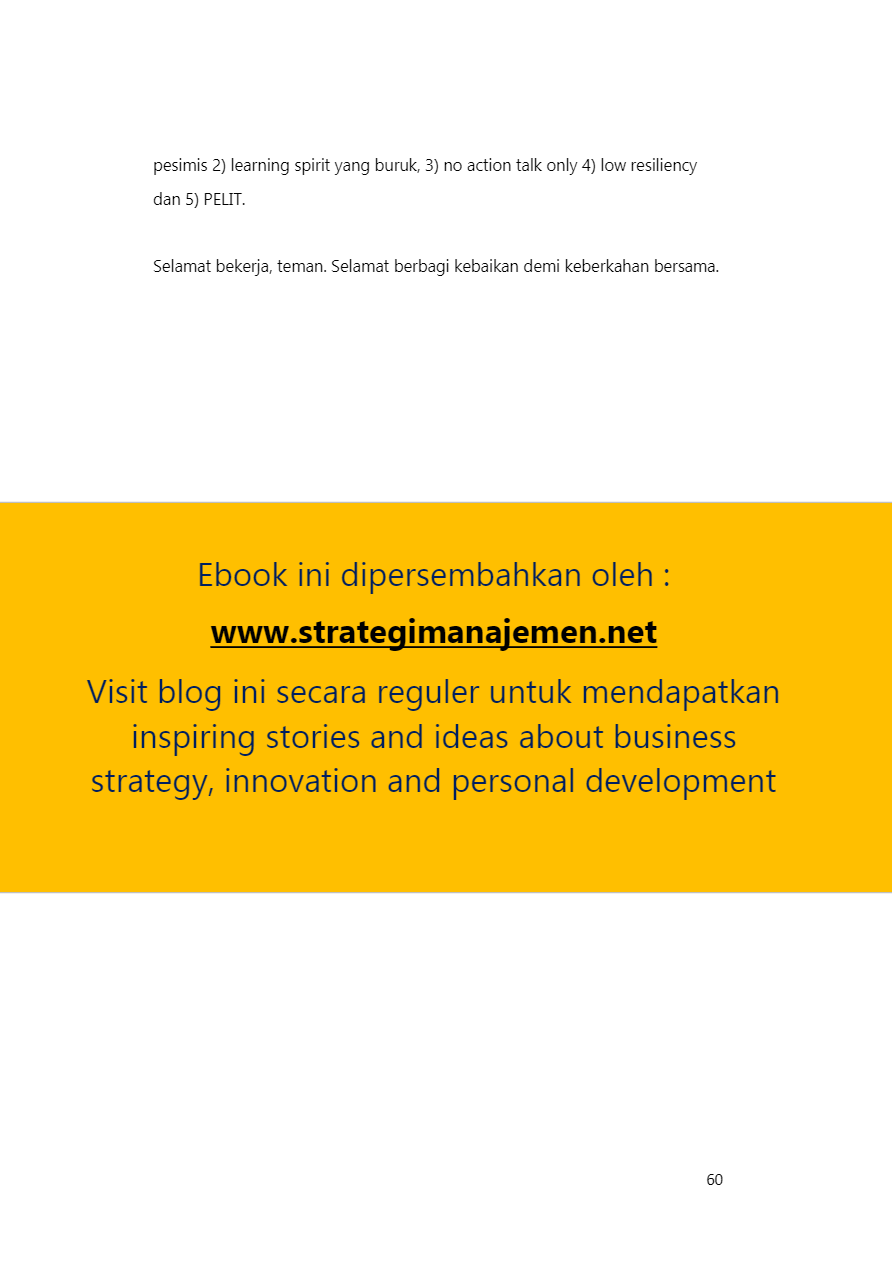 pesimis 2) learning spirit yang buruk, 3) no action talk only 4) low resiliency
dan 5) PELIT.
Selamat bekerja, teman. Selamat berbagi kebaikan demi keberkahan bersama.
Ebook ini dipersembahkan oleh :
www.strategimanajemen.net
Visit blog ini secara reguler untuk mendapatkan
inspiring stories and ideas about business
strategy, innovation and personal development
60